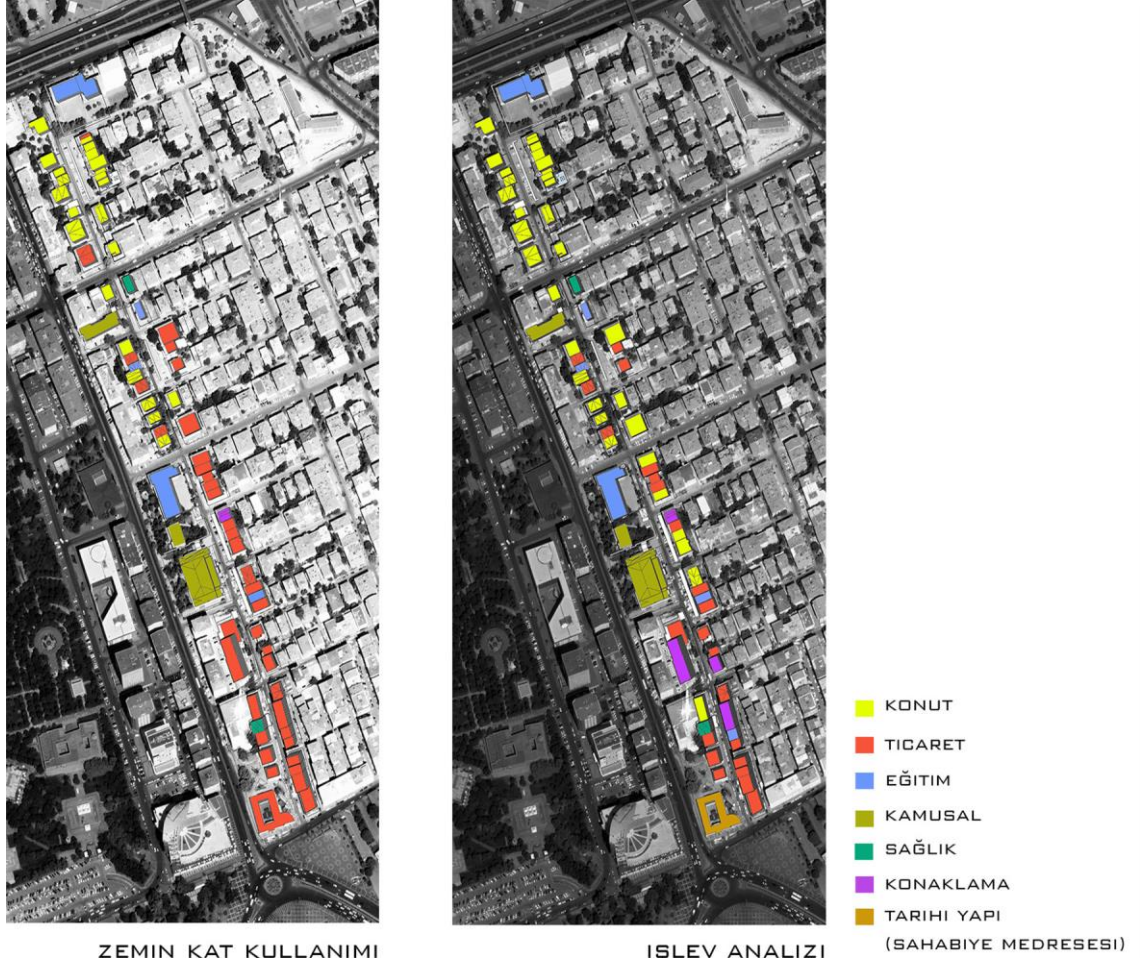 KONUT
TICARET
EĞITIM
KAMUSAL
SAĞLIK
KONAKLAMA
TARIHI YAPI
(SAHABIYE MEDRESESI)
ZEMIN KAT KULLANIMI
ISLEV ANALIZI